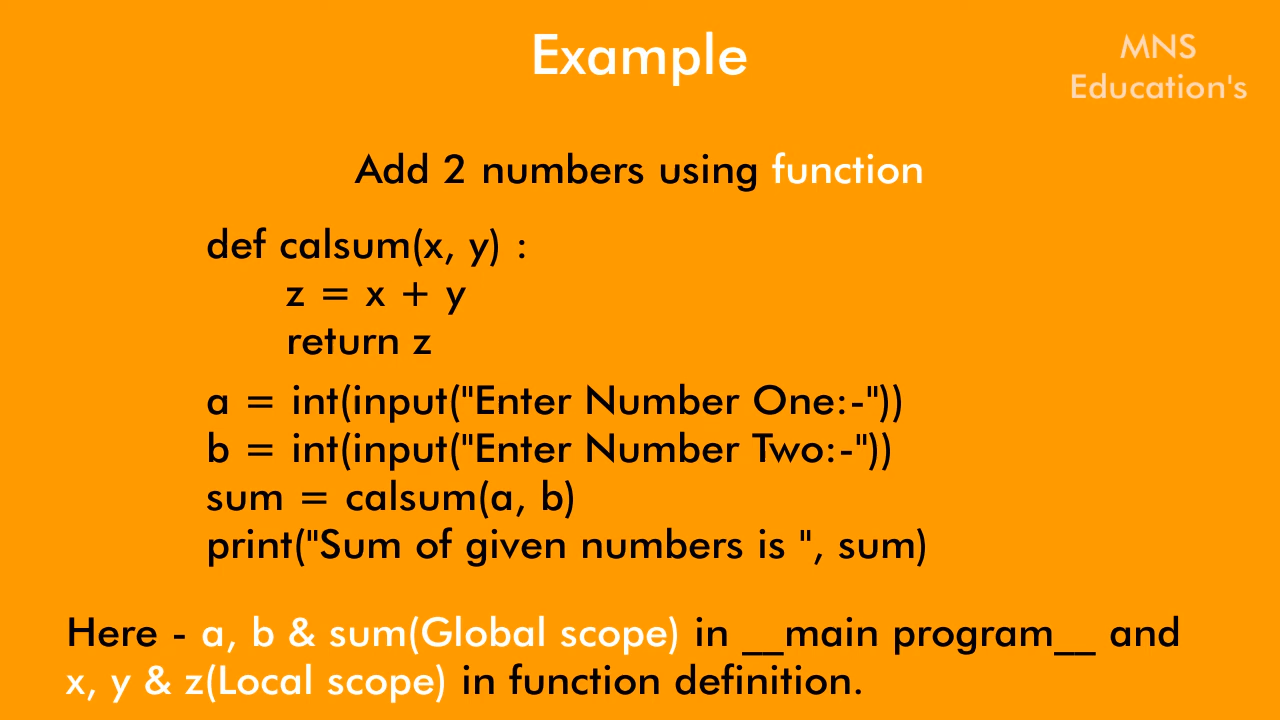 Example
MNS
Education's
Add 2 numbers using function
def calsum(x, y) :
z = x + y
return z
a = int(input("Enter Number One:-"))
b = int(input("Enter Number Two:-"))
sum = calsum(a, b)
print("Sum of given numbers is ", sum)
Here - a, b & sum(Global scope) in __main program__ and
x, y & z(Local scope) in function definition.